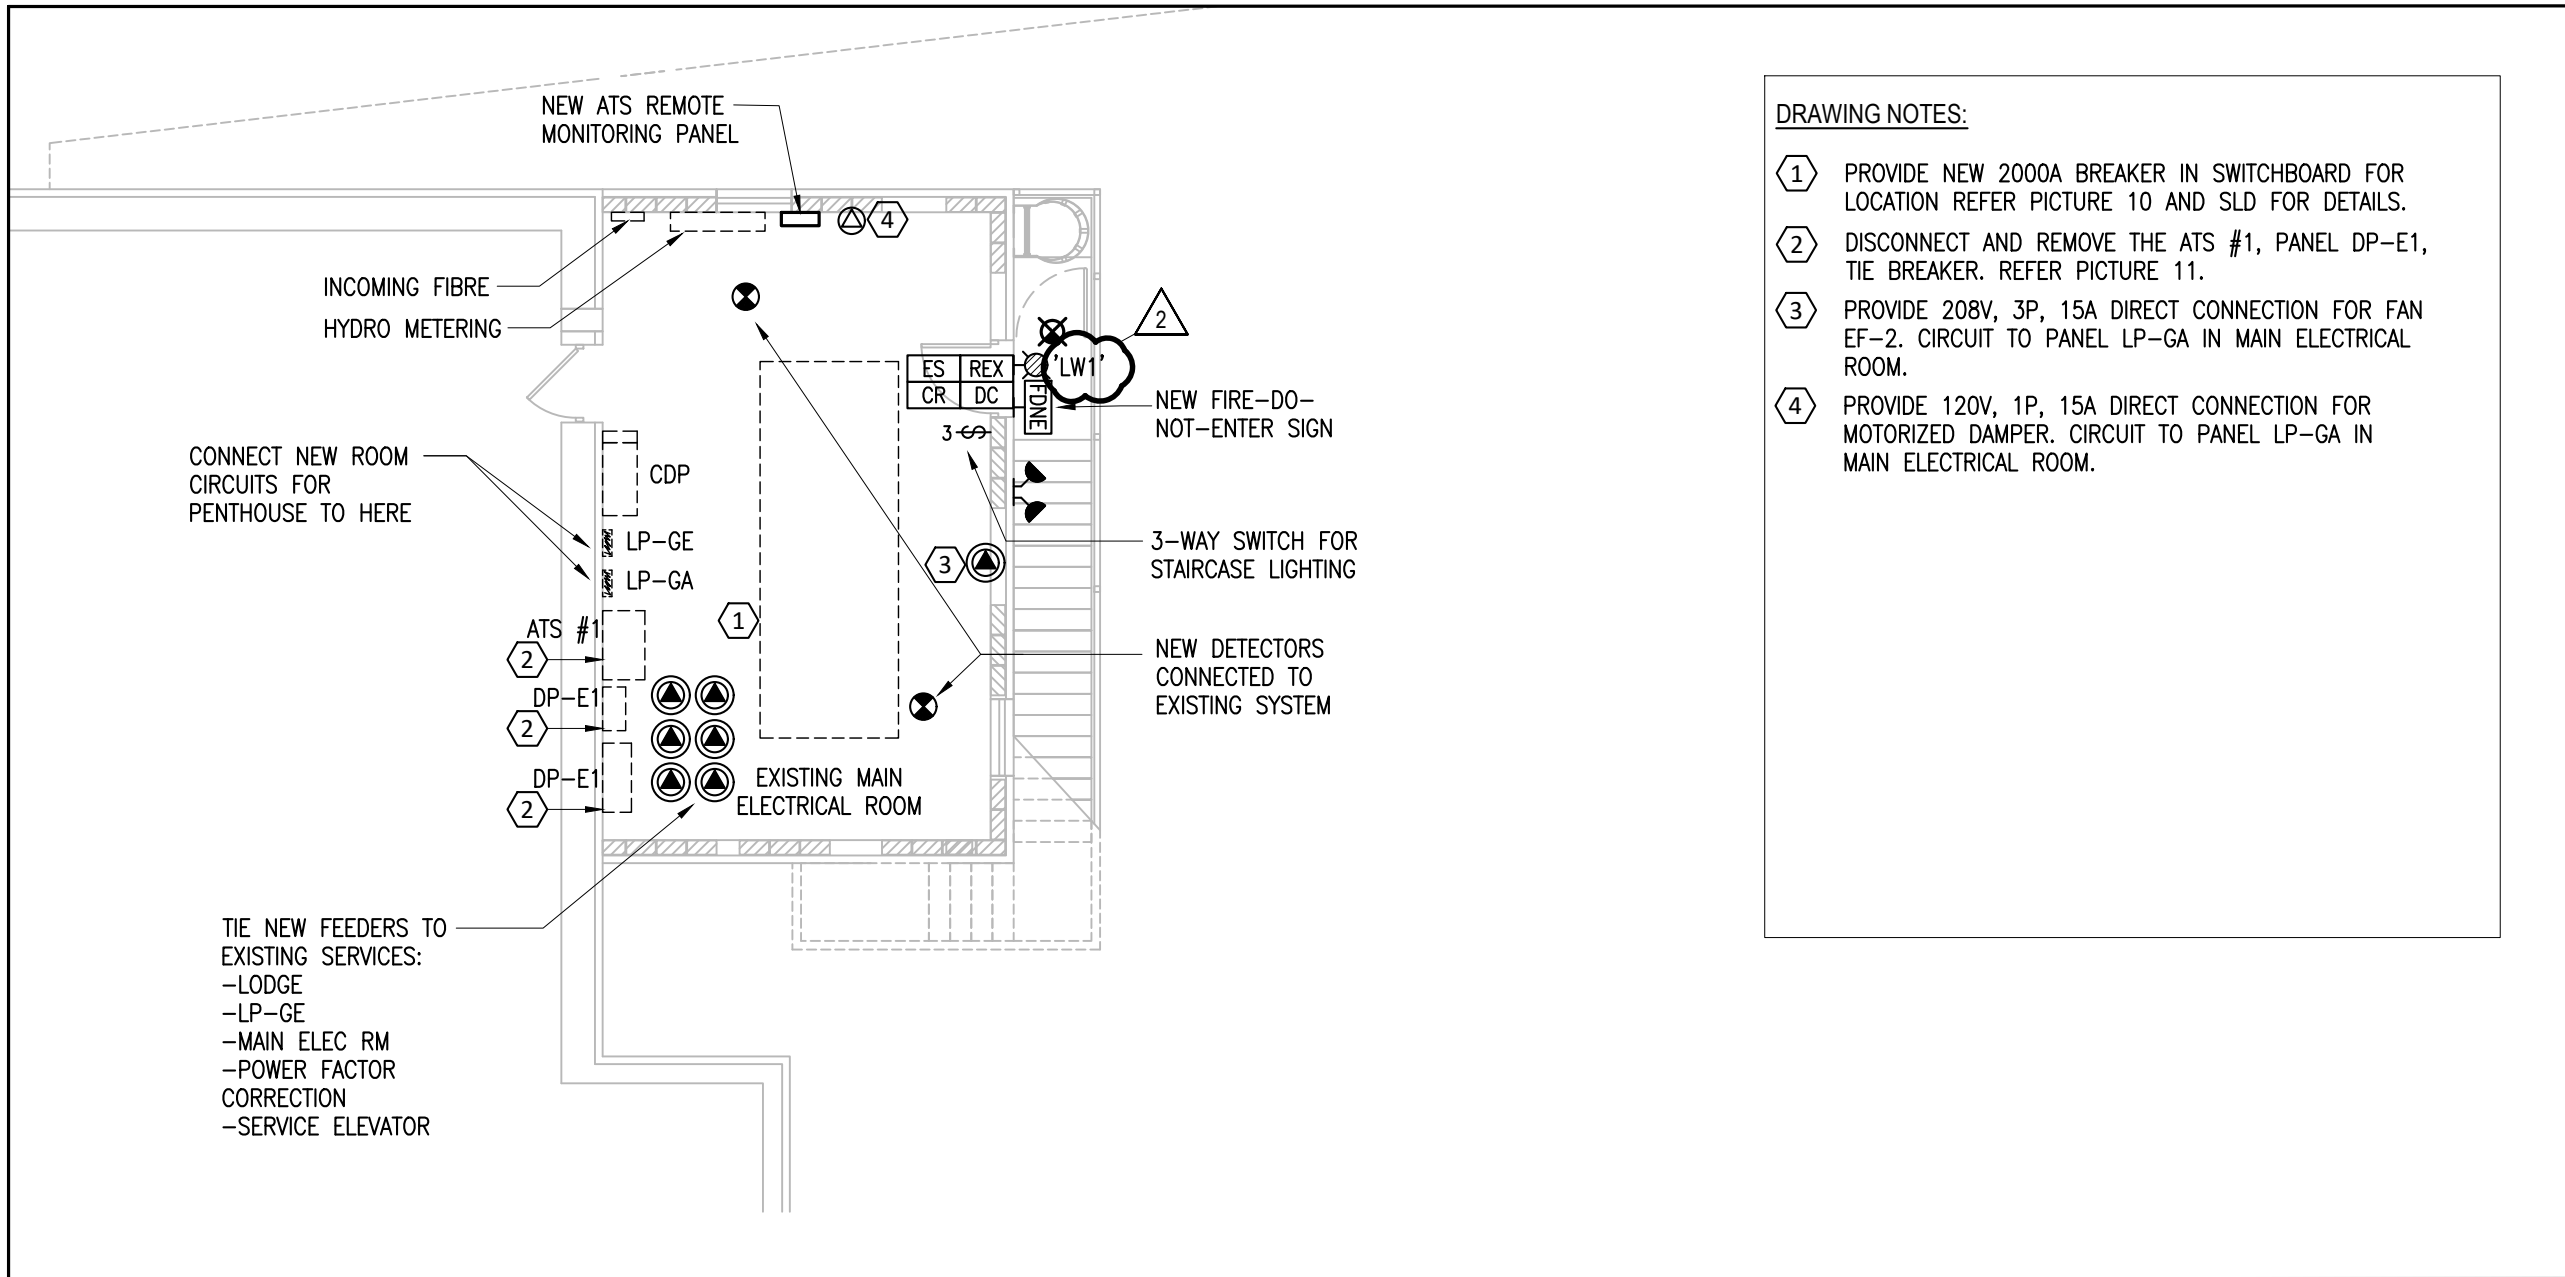 NEW ATS REMOTE
MONITORING PANEL
4
INCOMING FIBRE
HYDRO METERING
2
'LW1'
ES REX
CR DC
FDNE
NEW FIRE-DO-
NOT-ENTER SIGN
3
CONNECT NEW ROOM
CIRCUITS FOR
PENTHOUSE TO HERE
CDP
LP-GE
LP-GA
3-WAY SWITCH FOR
STAIRCASE LIGHTING
3
1
ATS #1
2
DP-E1
2
DP-E1
2
NEW DETECTORS
CONNECTED TO
EXISTING SYSTEM
EXISTING MAIN
ELECTRICAL ROOM
TIE NEW FEEDERS TO
EXISTING SERVICES:
-LODGE
-LP-GE
-MAIN ELEC RM
-POWER FACTOR
CORRECTION
-SERVICE ELEVATOR
DRAWING NOTES:
1 PROVIDE NEW 2000A BREAKER IN SWITCHBOARD FOR
LOCATION REFER PICTURE 10 AND SLD FOR DETAILS.
2 DISCONNECT AND REMOVE THE ATS #1, PANEL DP-E1,
TIE BREAKER. REFER PICTURE 11.
3 PROVIDE 208V, 3P, 15A DIRECT CONNECTION FOR FAN
EF-2. CIRCUIT TO PANEL LP-GA IN MAIN ELECTRICAL
ROOM.
4 PROVIDE 120V, 1P, 15A DIRECT CONNECTION FOR
MOTORIZED DAMPER. CIRCUIT TO PANEL LP-GA IN
MAIN ELECTRICAL ROOM.